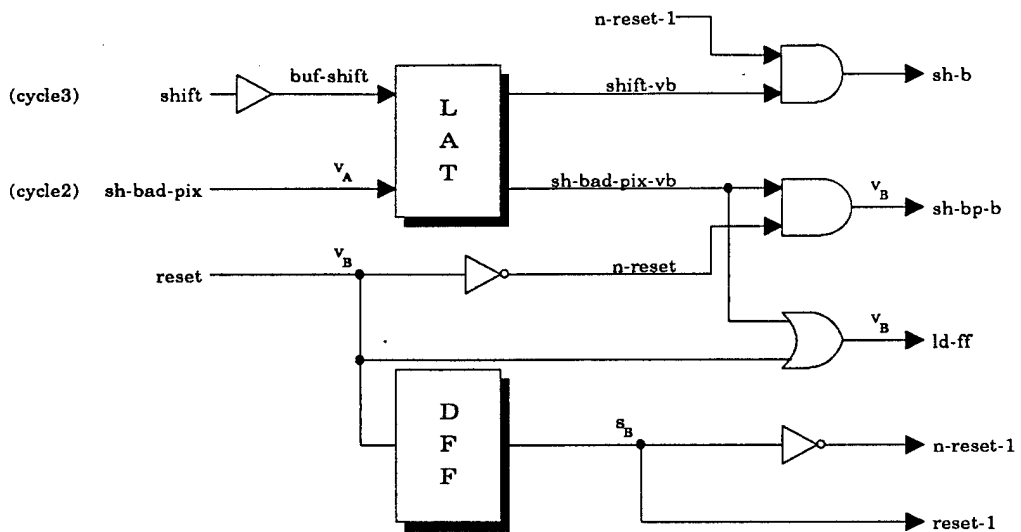 n-reset-1
sh-b
(cycle3) shift
buf-shift
L
A
T
shift-vb
(cycle2) sh-bad-pix
v_A
sh-bad-pix-vb
v_B
sh-bp-b
reset
v_B
n-reset
v_B
ld-ff
D
F
F
s_B
n-reset-1
reset-1